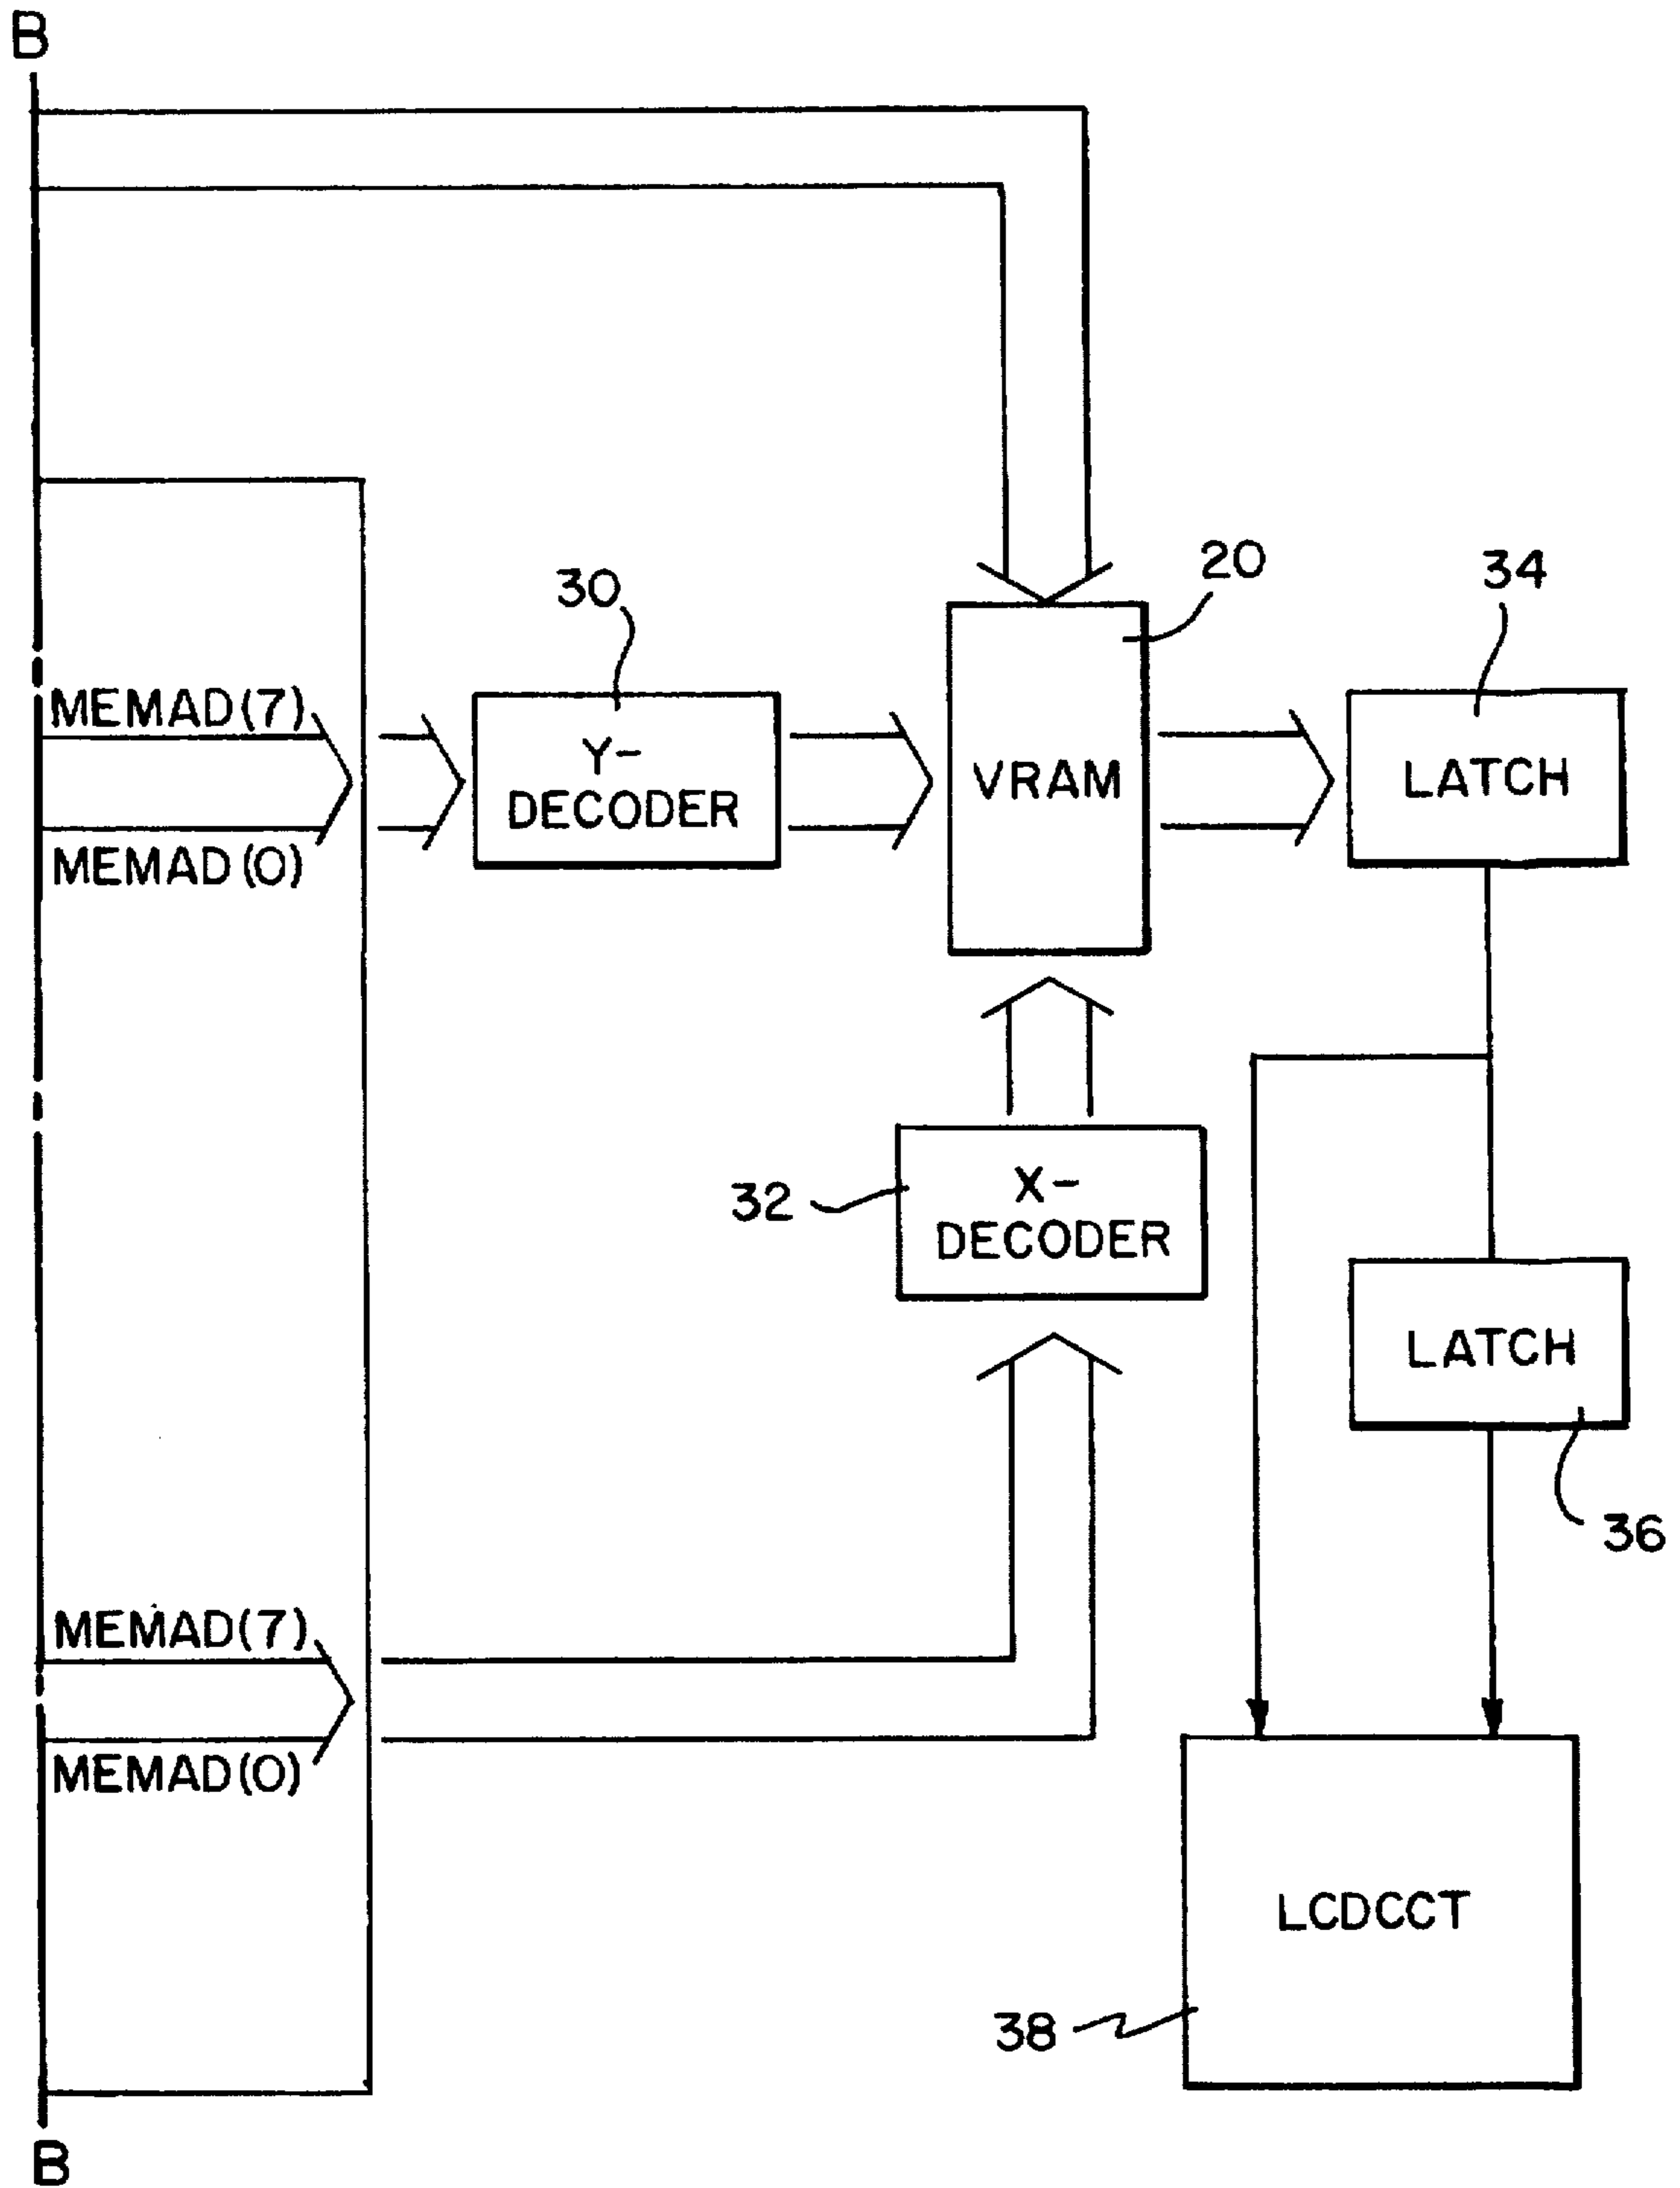 B
20
34
30
MEMAD(7)
Y-
DECODER
VRAM
LATCH
MEMAD(0)
32
X-
DECODER
LATCH
36
MEMAD(7)
MEMAD(0)
LCDCCT
38
B